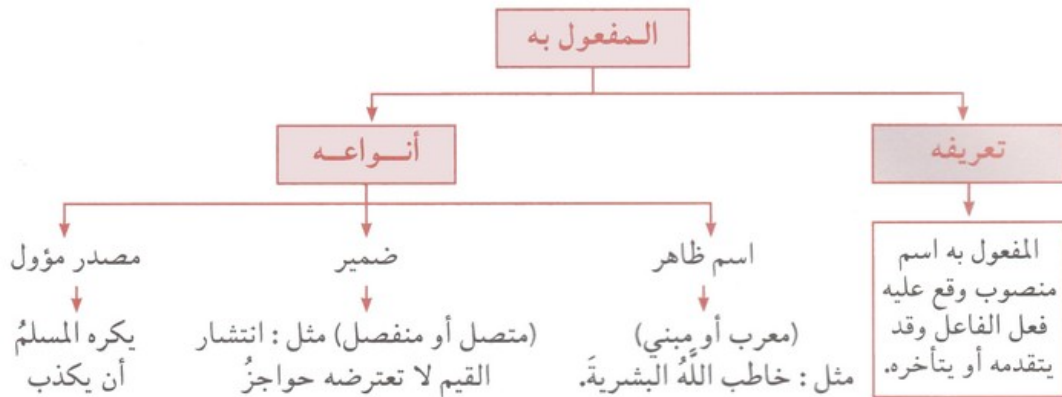 الـمفعول به
تعريفه
المفعول به اسم
منصوب وقع عليه
فعل الفاعل وقد
يتقدمه أو يتأخره.
أنـــواعـــه
اسم ظاهر
(معرب أو مبني)
مثل : خاطب اللَّهُ البشريةَ.
ضمير
(متصل أو منفصل) مثل : انتشار
القيم لا تعترضه حواجزُ
مصدر مؤول
يكره المسلمُ
أن يكذب